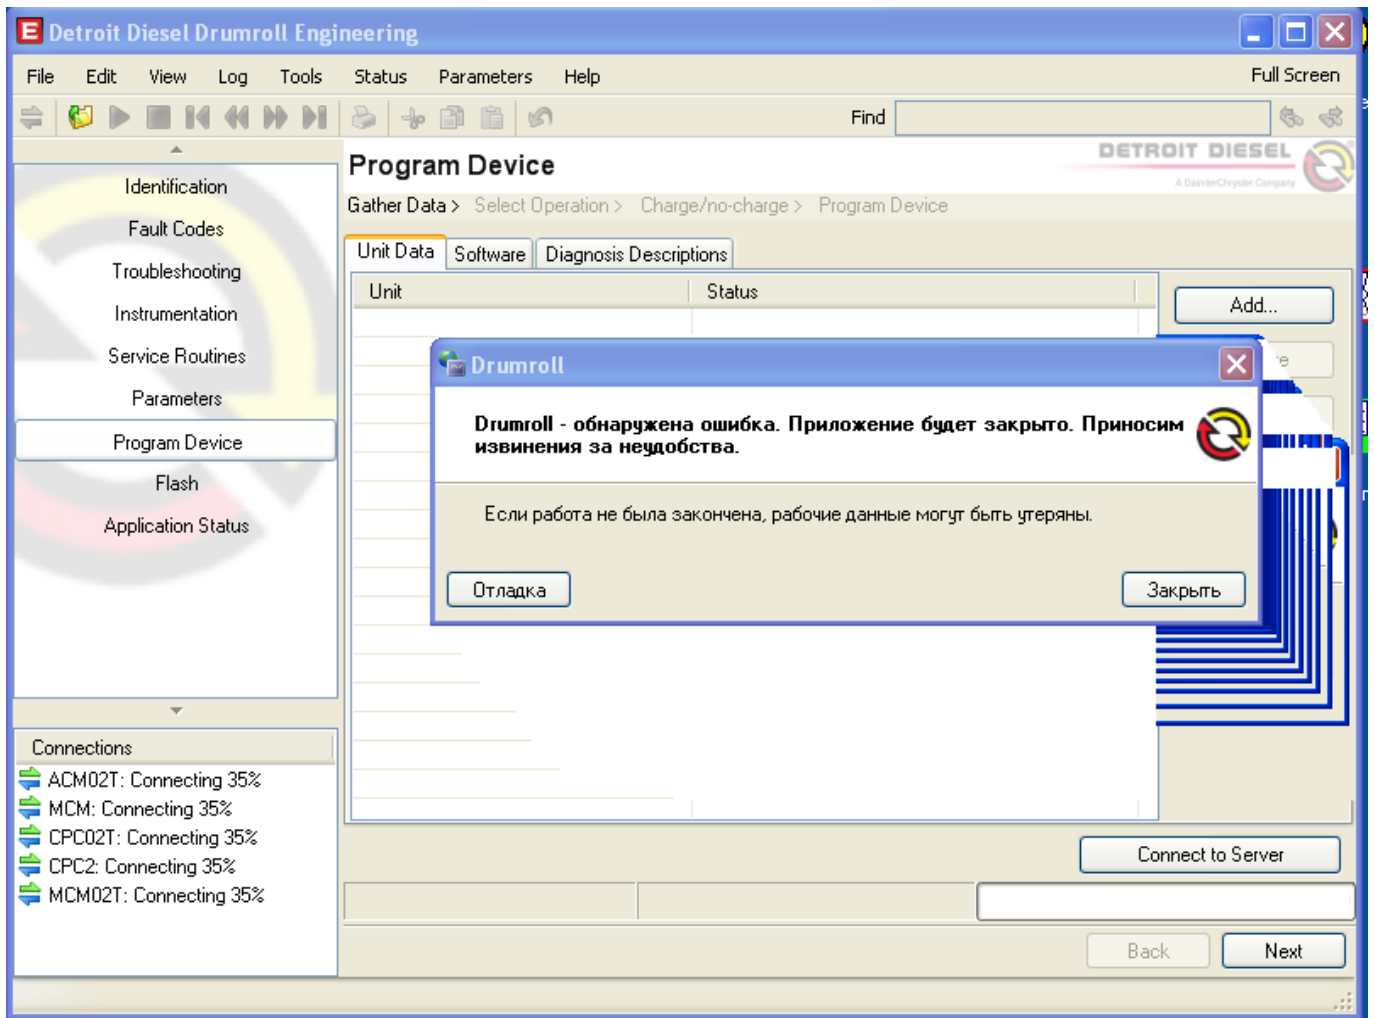 E Detroit Diesel Drumroll Engineering
File Edit View Log Tools Status Parameters Help Full Screen
Find
DETROIT DIESEL
A DaimlerChrysler Company
Program Device
Gather Data > Select Operation > Charge/no-charge > Program Device
Identification
Fault Codes
Troubleshooting
Instrumentation
Service Routines
Parameters
Program Device
Flash
Application Status
Unit Data Software Diagnosis Descriptions
Unit Status
Add...
Drumroll
Drumroll - обнаружена ошибка. Приложение будет закрыто. Приносим
извинения за неудобства.
Если работа не была закончена, рабочие данные могут быть утеряны.
Отладка Закрыть
Connections
ACM02T: Connecting 35%
MCM: Connecting 35%
CPC02T: Connecting 35%
CPC2: Connecting 35%
MCM02T: Connecting 35%
Connect to Server
Back Next